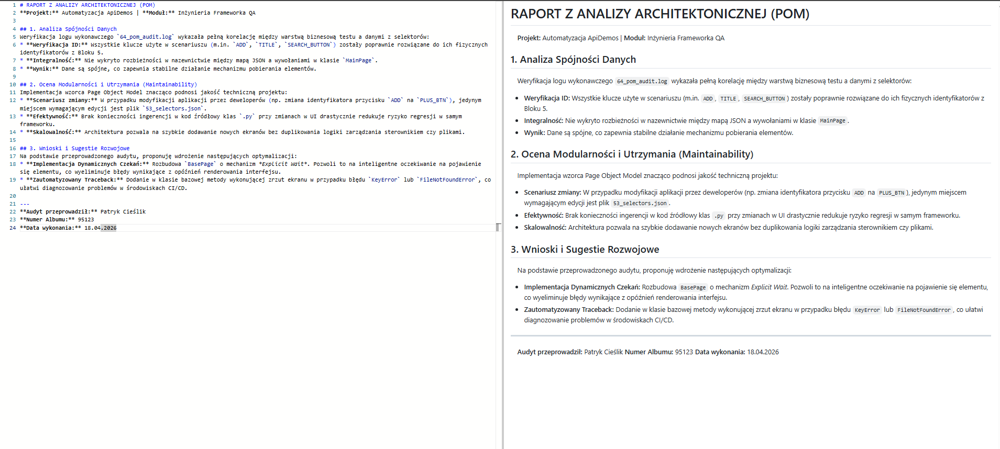 1 # RAPORT Z ANALIZY ARCHITEKTONICZNEJ (POM)
2 **Projekt:** Automatyzacja ApiDemos | **Moduł:** Inżynieria Frameworka QA
3
4 ## 1. Analiza Spójności Danych
5 Weryfikacja logu wykonawczego `64_pom_audit.log` wykazała pełną korelację między warstwą biznesową testu a danymi z selektorów:
6 * **Weryfikacja ID:** Wszystkie klucze użyte w scenariuszu (m.in. `ADD`, `TITLE`, `SEARCH_BUTTON`) zostały poprawnie rozwiązane do ich fizycznych
identyfikatorów z Bloku 5.
7 * **Integralność:** Nie wykryto rozbieżności w nazewnictwie między mapą JSON a wywołaniami w klasie `MainPage`.
8 * **Wynik:** Dane są spójne, co zapewnia stabilne działanie mechanizmu pobierania elementów.
9
10 ## 2. Ocena Modularności i Utrzymania (Maintainability)
11 Implementacja wzorca Page Object Model znacząco podnosi jakość techniczną projektu:
12 * **Scenariusz zmiany:** W przypadku modyfikacji aplikacji przez deweloperów (np. zmiana identyfikatora przycisku `ADD` na `PLUS_BTN`), jedynym
miejscem wymagającym edycji jest plik `53_selectors.json`.
13 * **Efektywność:** Brak konieczności ingerencji w kod źródłowy klas `.py` przy zmianach w UI drastycznie redukuje ryzyko regresji w samym
frameworku.
14 * **Skalowalność:** Architektura pozwala na szybkie dodawanie nowych ekranów bez duplikowania logiki zarządzania sterownikiem czy plikami.
15
16 ## 3. Wnioski i Sugestie Rozwojowe
17 Na podstawie przeprowadzonego audytu, proponuję wdrożenie następujących optymalizacji:
18 * **Implementacja Dynamicznych Czekań:** Rozbudowa `BasePage` o mechanizm *Explicit Wait*. Pozwoli to na inteligentne oczekiwanie na pojawienie
się elementu, co wyeliminuje błędy wynikające z opóźnień renderowania interfejsu.
19 * **Zautomatyzowany Traceback:** Dodanie w klasie bazowej metody wykonującej zrzut ekranu w przypadku błędu `KeyError` lub `FileNotFoundError`, co
ułatwi diagnozowanie problemów w środowiskach CI/CD.
20
21 ---
22 **Audyt przeprowadził:** Patryk Cieślik
23 **Numer Albumu:** 95123
24 **Data wykonania:** 18.04.2026
RAPORT Z ANALIZY ARCHITEKTONICZNEJ (POM)
Projekt: Automatyzacja ApiDemos | Moduł: Inżynieria Frameworka QA
1. Analiza Spójności Danych
Weryfikacja logu wykonawczego 64_pom_audit.log wykazała pełną korelację między warstwą biznesową testu a danymi z selektorów:
• Weryfikacja ID: Wszystkie klucze użyte w scenariuszu (m.in. ADD, TITLE, SEARCH_BUTTON) zostały poprawnie rozwiązane do ich fizycznych identyfikatorów z
Bloku 5.
• Integralność: Nie wykryto rozbieżności w nazewnictwie między mapą JSON a wywołaniami w klasie MainPage.
• Wynik: Dane są spójne, co zapewnia stabilne działanie mechanizmu pobierania elementów.
2. Ocena Modularności i Utrzymania (Maintainability)
Implementacja wzorca Page Object Model znacząco podnosi jakość techniczną projektu:
• Scenariusz zmiany: W przypadku modyfikacji aplikacji przez deweloperów (np. zmiana identyfikatora przycisku ADD na PLUS_BTN), jedynym miejscem
wymagającym edycji jest plik 53_selectors.json.
• Efektywność: Brak konieczności ingerencji w kod źródłowy klas .py przy zmianach w UI drastycznie redukuje ryzyko regresji w samym frameworku.
• Skalowalność: Architektura pozwala na szybkie dodawanie nowych ekranów bez duplikowania logiki zarządzania sterownikiem czy plikami.
3. Wnioski i Sugestie Rozwojowe
Na podstawie przeprowadzonego audytu, proponuję wdrożenie następujących optymalizacji:
• Implementacja Dynamicznych Czekań: Rozbudowa BasePage o mechanizm Explicit Wait. Pozwoli to na inteligentne oczekiwanie na pojawienie się elementu,
co wyeliminuje błędy wynikające z opóźnień renderowania interfejsu.
• Zautomatyzowany Traceback: Dodanie w klasie bazowej metody wykonującej zrzut ekranu w przypadku błędu KeyError lub FileNotFoundError, co ułatwi
diagnozowanie problemów w środowiskach CI/CD.
Audyt przeprowadził: Patryk Cieślik Numer Albumu: 95123 Data wykonania: 18.04.2026